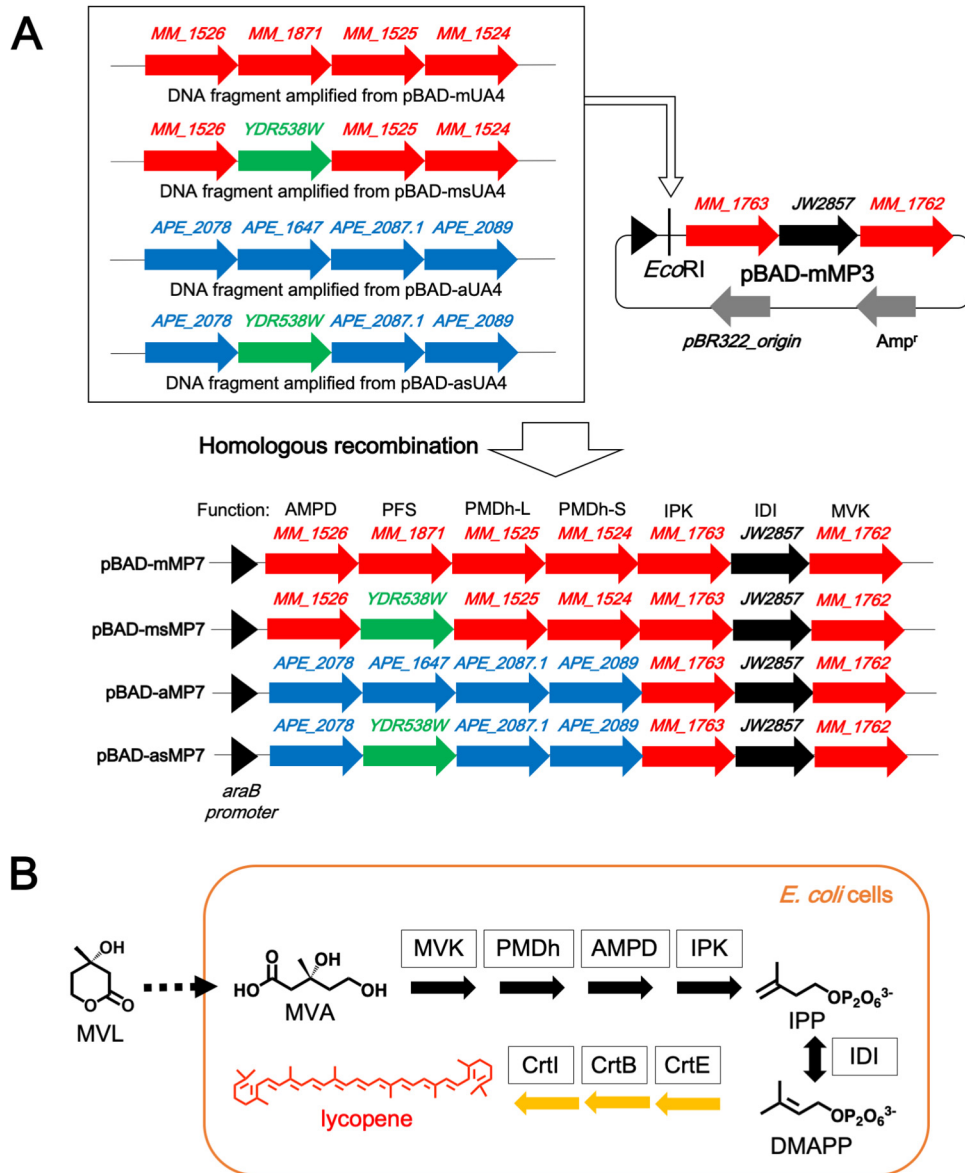 A
MM_1526 MM_1871 MM_1525 MM_1524
DNA fragment amplified from pBAD-mUA4
MM_1526 YDR538W MM_1525 MM_1524
DNA fragment amplified from pBAD-msUA4
APE_2078 APE_1647 APE_2087.1 APE_2089
DNA fragment amplified from pBAD-aUA4
APE_2078 YDR538W APE_2087.1 APE_2089
DNA fragment amplified from pBAD-asUA4
MM_1763 JW2857 MM_1762
EcoRI pBAD-mMP3
pBR322_origin Ampʳ
Homologous recombination
Function: AMPD PFS PMDh-L PMDh-S IPK IDI MVK
MM_1526 MM_1871 MM_1525 MM_1524 MM_1763 JW2857 MM_1762
pBAD-mMP7
MM_1526 YDR538W MM_1525 MM_1524 MM_1763 JW2857 MM_1762
pBAD-msMP7
APE_2078 APE_1647 APE_2087.1 APE_2089 MM_1763 JW2857 MM_1762
pBAD-aMP7
APE_2078 YDR538W APE_2087.1 APE_2089 MM_1763 JW2857 MM_1762
pBAD-asMP7
araB
promoter
B
E. coli cells
MVK PMDh AMPD IPK
OH
O
O
MVL
O
OH
HO
OH
MVA
OP₂O₆³⁻
IPP
IDI
CrtI CrtB CrtE
lycopene
OP₂O₆³⁻
DMAPP